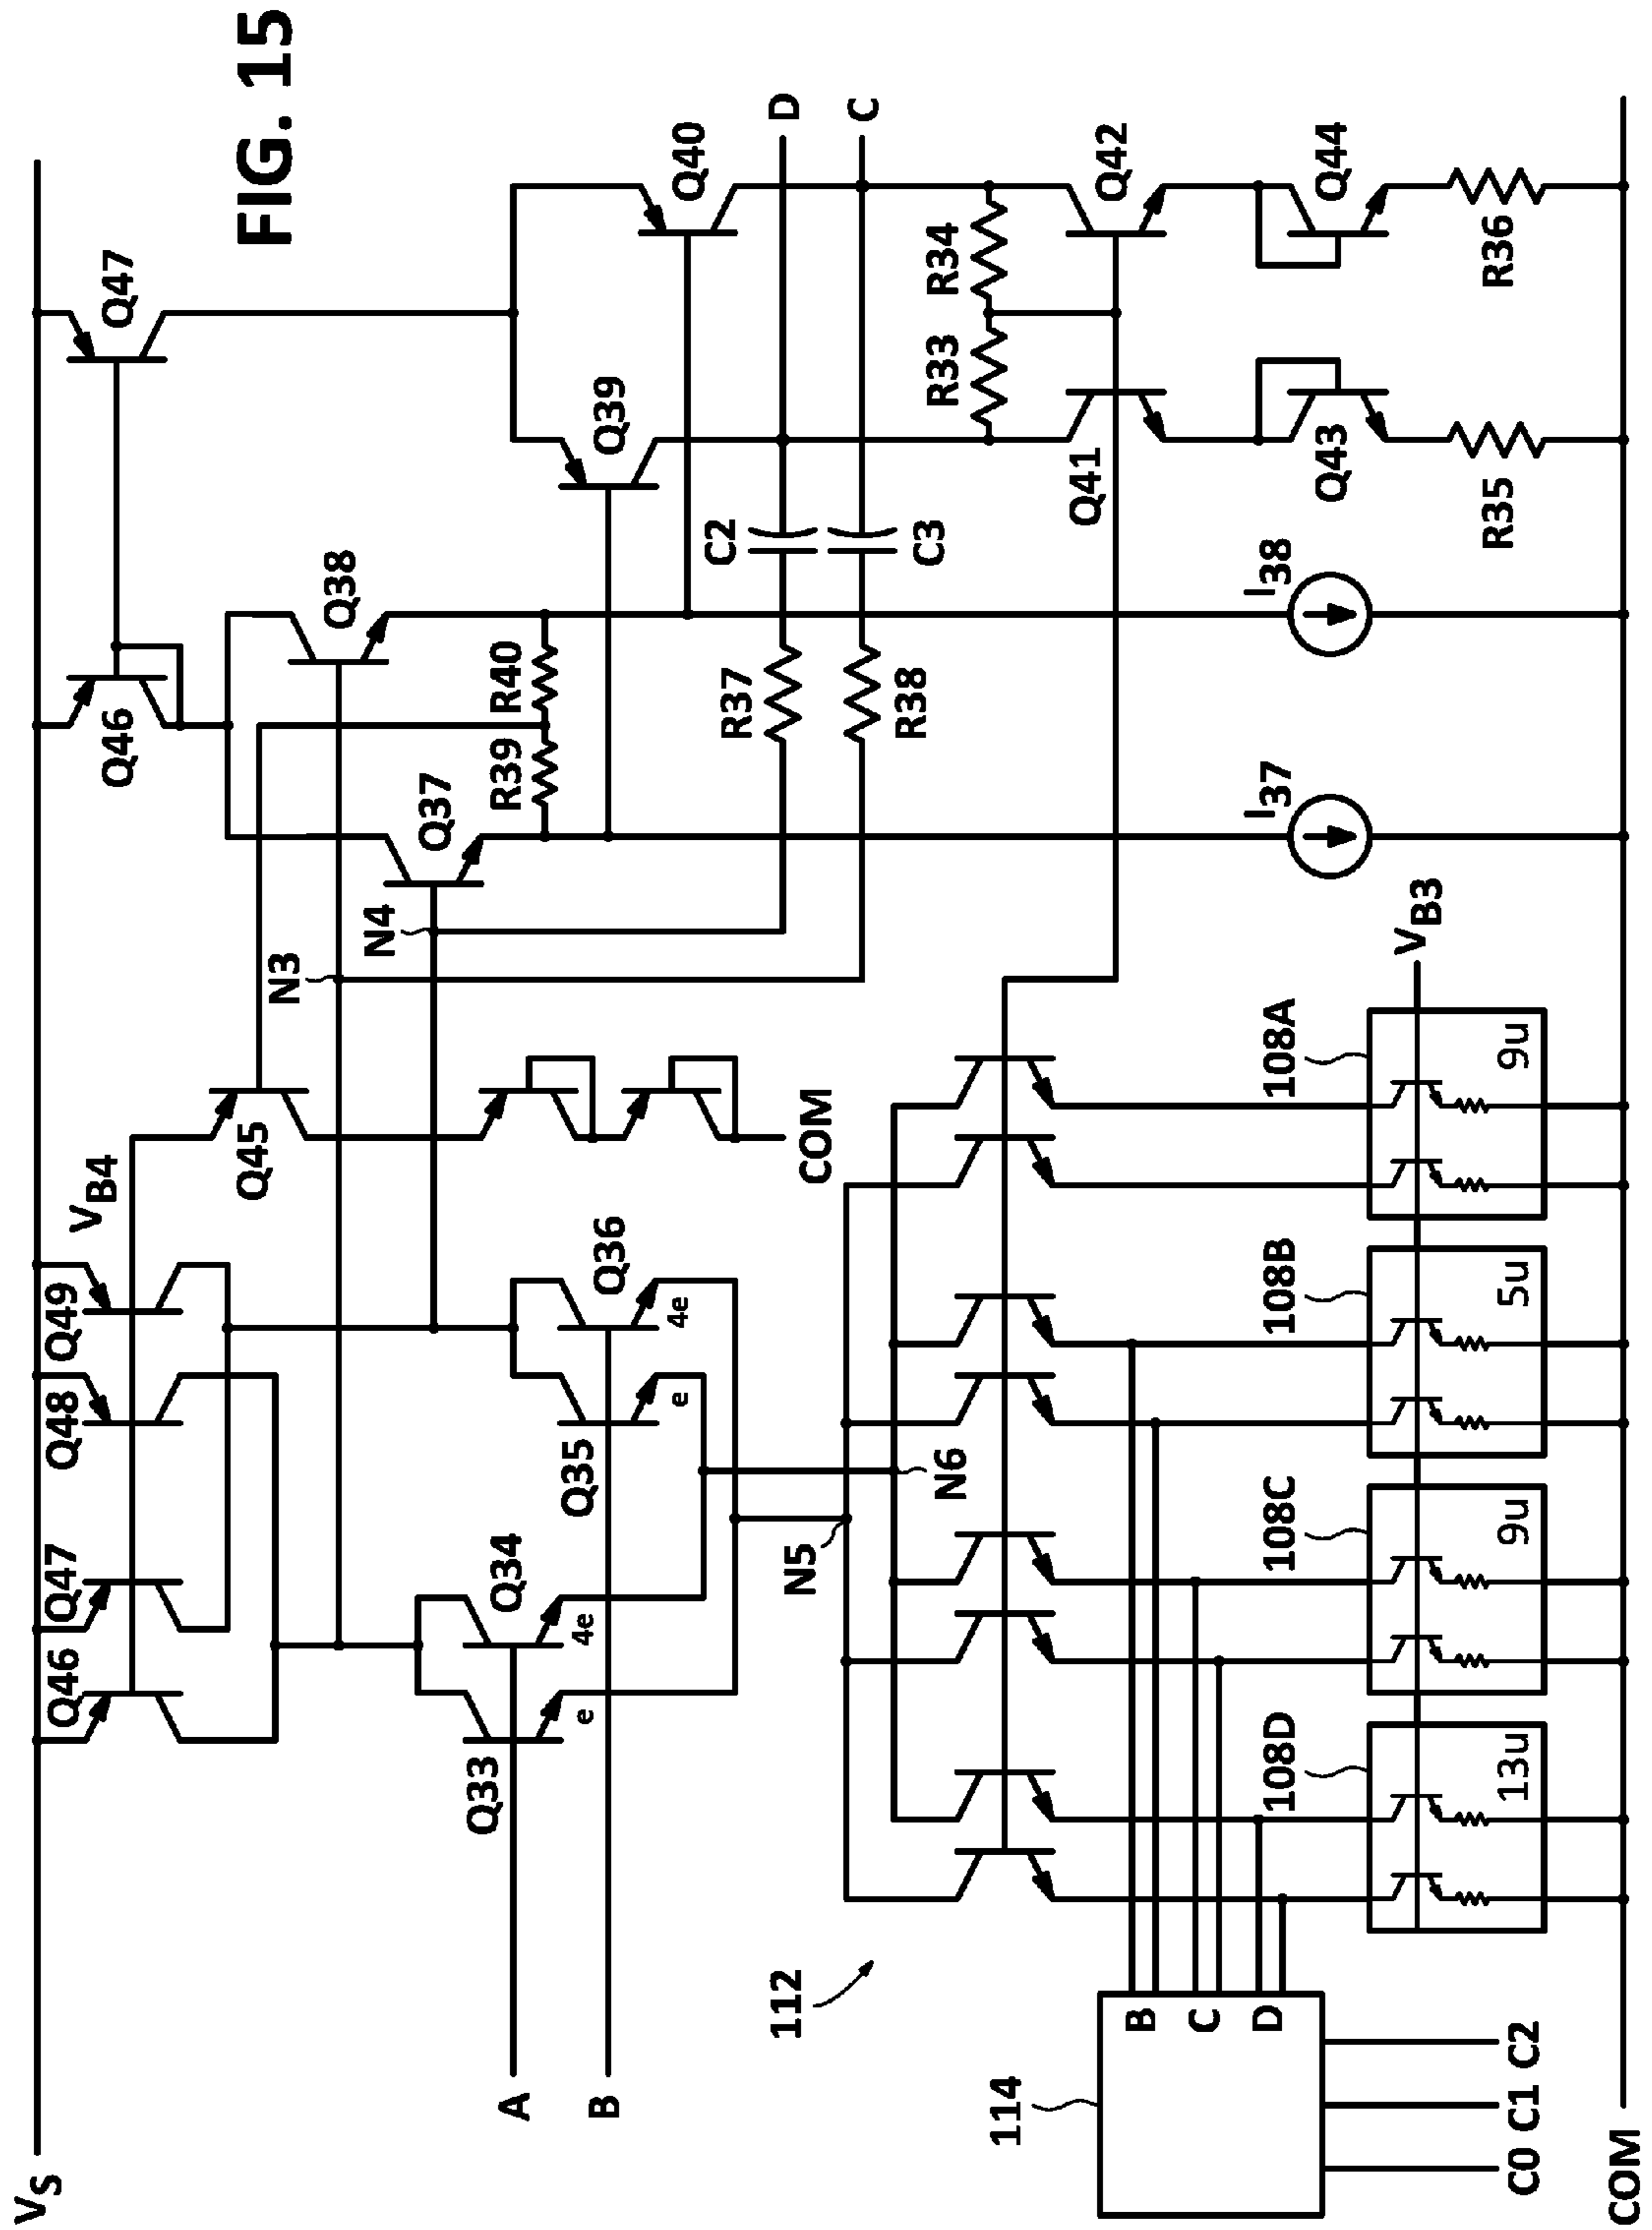 FIG. 15
VS
Q46
Q47
Q48
Q49
VB4
Q46
Q47
Q45
Q38
Q37
Q39
Q40
N3
N4
A
B
Q33
e
Q34
4e
Q35
e
Q36
4e
COM
R39
R40
R37
R38
C2
C3
D
C
R33
R34
N5
N6
Q41
Q42
112
114
B
C
D
C0
C1
C2
108D
13u
108C
9u
108B
5u
108A
9u
VB3
I37
I38
Q43
Q44
R35
R36
COM